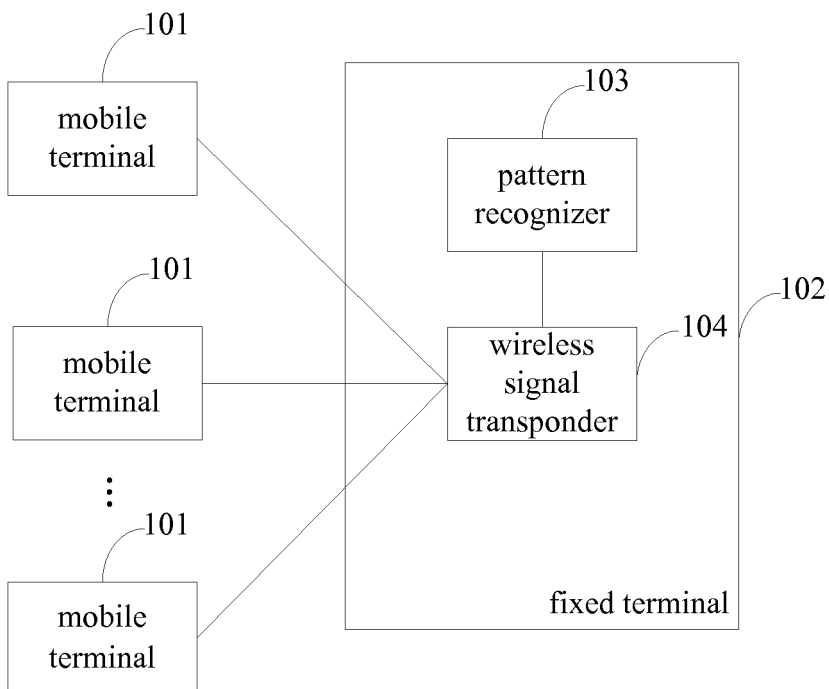 101
mobile
terminal
103
pattern
recognizer
101
mobile
terminal
102
104
wireless
signal
transponder
101
mobile
terminal
fixed terminal